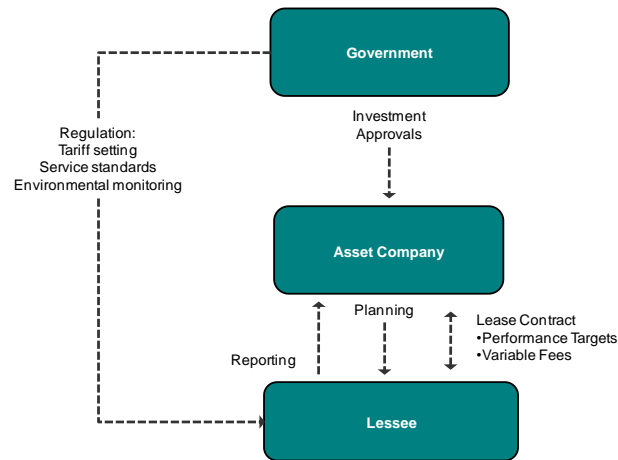 Government
Investment
Approvals
Regulation:
Tariff setting
Service standards
Environmental monitoring
Asset Company
Planning
Reporting
Lease Contract
•Performance Targets
•Variable Fees
Lessee